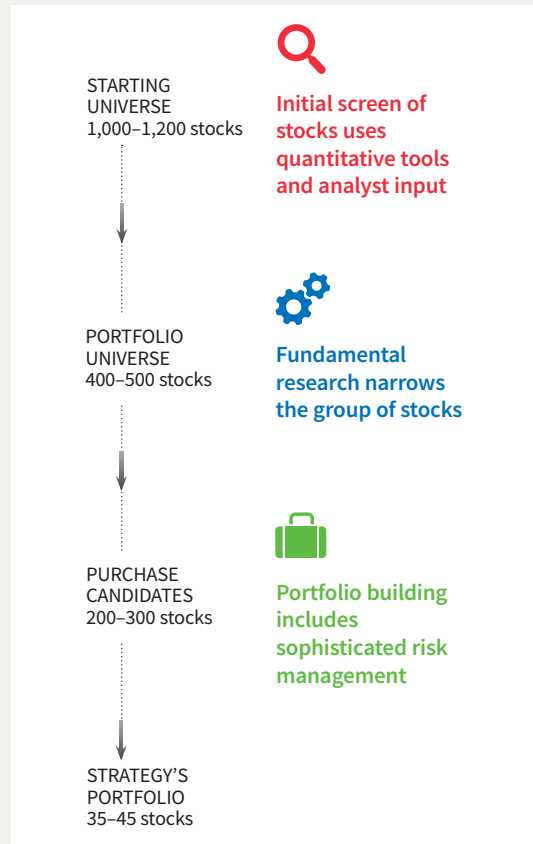 STARTING
UNIVERSE
1,000–1,200 stocks
Initial screen of
stocks uses
quantitative tools
and analyst input
PORTFOLIO
UNIVERSE
400–500 stocks
Fundamental
research narrows
the group of stocks
PURCHASE
CANDIDATES
200–300 stocks
Portfolio building
includes
sophisticated risk
management
STRATEGY’S
PORTFOLIO
35–45 stocks